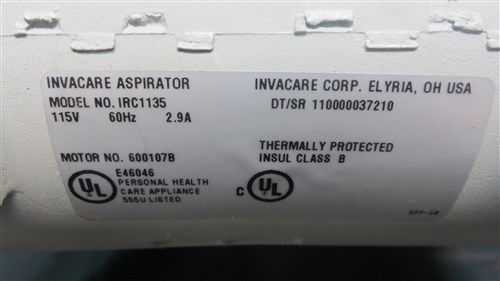 INVACARE ASPIRATOR
MODEL NO. IRC1135
115V 60Hz 2.9A
MOTOR NO. 600107B
UL
E46046
PERSONAL HEALTH
CARE APPLIANCE
555U LISTED
INVACARE CORP. ELYRIA, OH USA
DT/SR 110000037210
THERMALLY PROTECTED
INSUL CLASS B
C UL